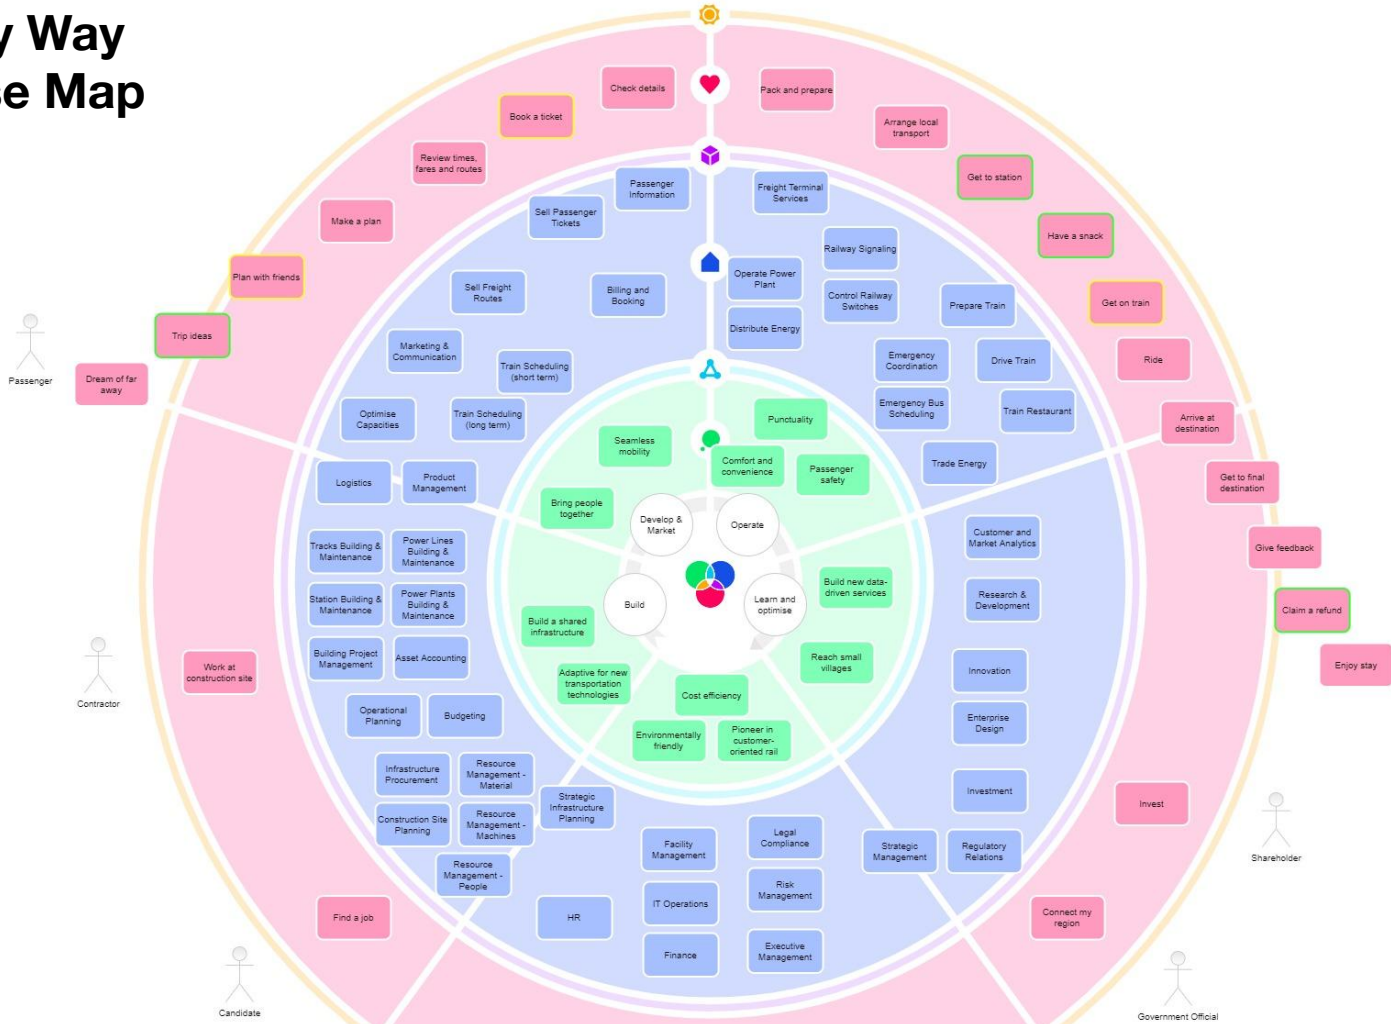 y Way
se Map
Check details
Pack and prepare
Book a ticket
Arrange local
transport
Review times,
fares and routes
Get to station
Make a plan
Have a snack
Plan with friends
Get on train
Trip ideas
Ride
Dream of far
away
Arrive at
destination
Get to final
destination
Give feedback
Claim a refund
Enjoy stay
Passenger
Passenger
Information
Freight Terminal
Services
Sell Passenger
Tickets
Railway Signaling
Operate Power
Plant
Sell Freight
Routes
Billing and
Booking
Control Railway
Switches
Prepare Train
Distribute Energy
Marketing &
Communication
Train Scheduling
(short term)
Emergency
Coordination
Drive Train
Optimise
Capacities
Train Scheduling
(long term)
Emergency Bus
Scheduling
Train Restaurant
Trade Energy
Logistics
Product
Management
Punctuality
Seamless
mobility
Comfort and
convenience
Passenger
safety
Bring people
together
Develop &
Market
Operate
Build
Learn and
optimise
Build new data-
driven services
Build a shared
infrastructure
Reach small
villages
Adaptive for new
transportation
technologies
Cost efficiency
Environmentally
friendly
Pioneer in
customer-
oriented rail
Tracks Building &
Maintenance
Power Lines
Building &
Maintenance
Station Building &
Maintenance
Power Plants
Building &
Maintenance
Building Project
Management
Asset Accounting
Operational
Planning
Budgeting
Infrastructure
Procurement
Resource
Management -
Material
Construction Site
Planning
Resource
Management -
Machines
Resource
Management -
People
Strategic
Infrastructure
Planning
Customer and
Market Analytics
Research &
Development
Innovation
Enterprise
Design
Investment
Strategic
Management
Regulatory
Relations
Facility
Management
Legal
Compliance
IT Operations
Risk
Management
HR
Finance
Executive
Management
Work at
construction site
Contractor
Find a job
Candidate
Invest
Shareholder
Connect my
region
Government Official